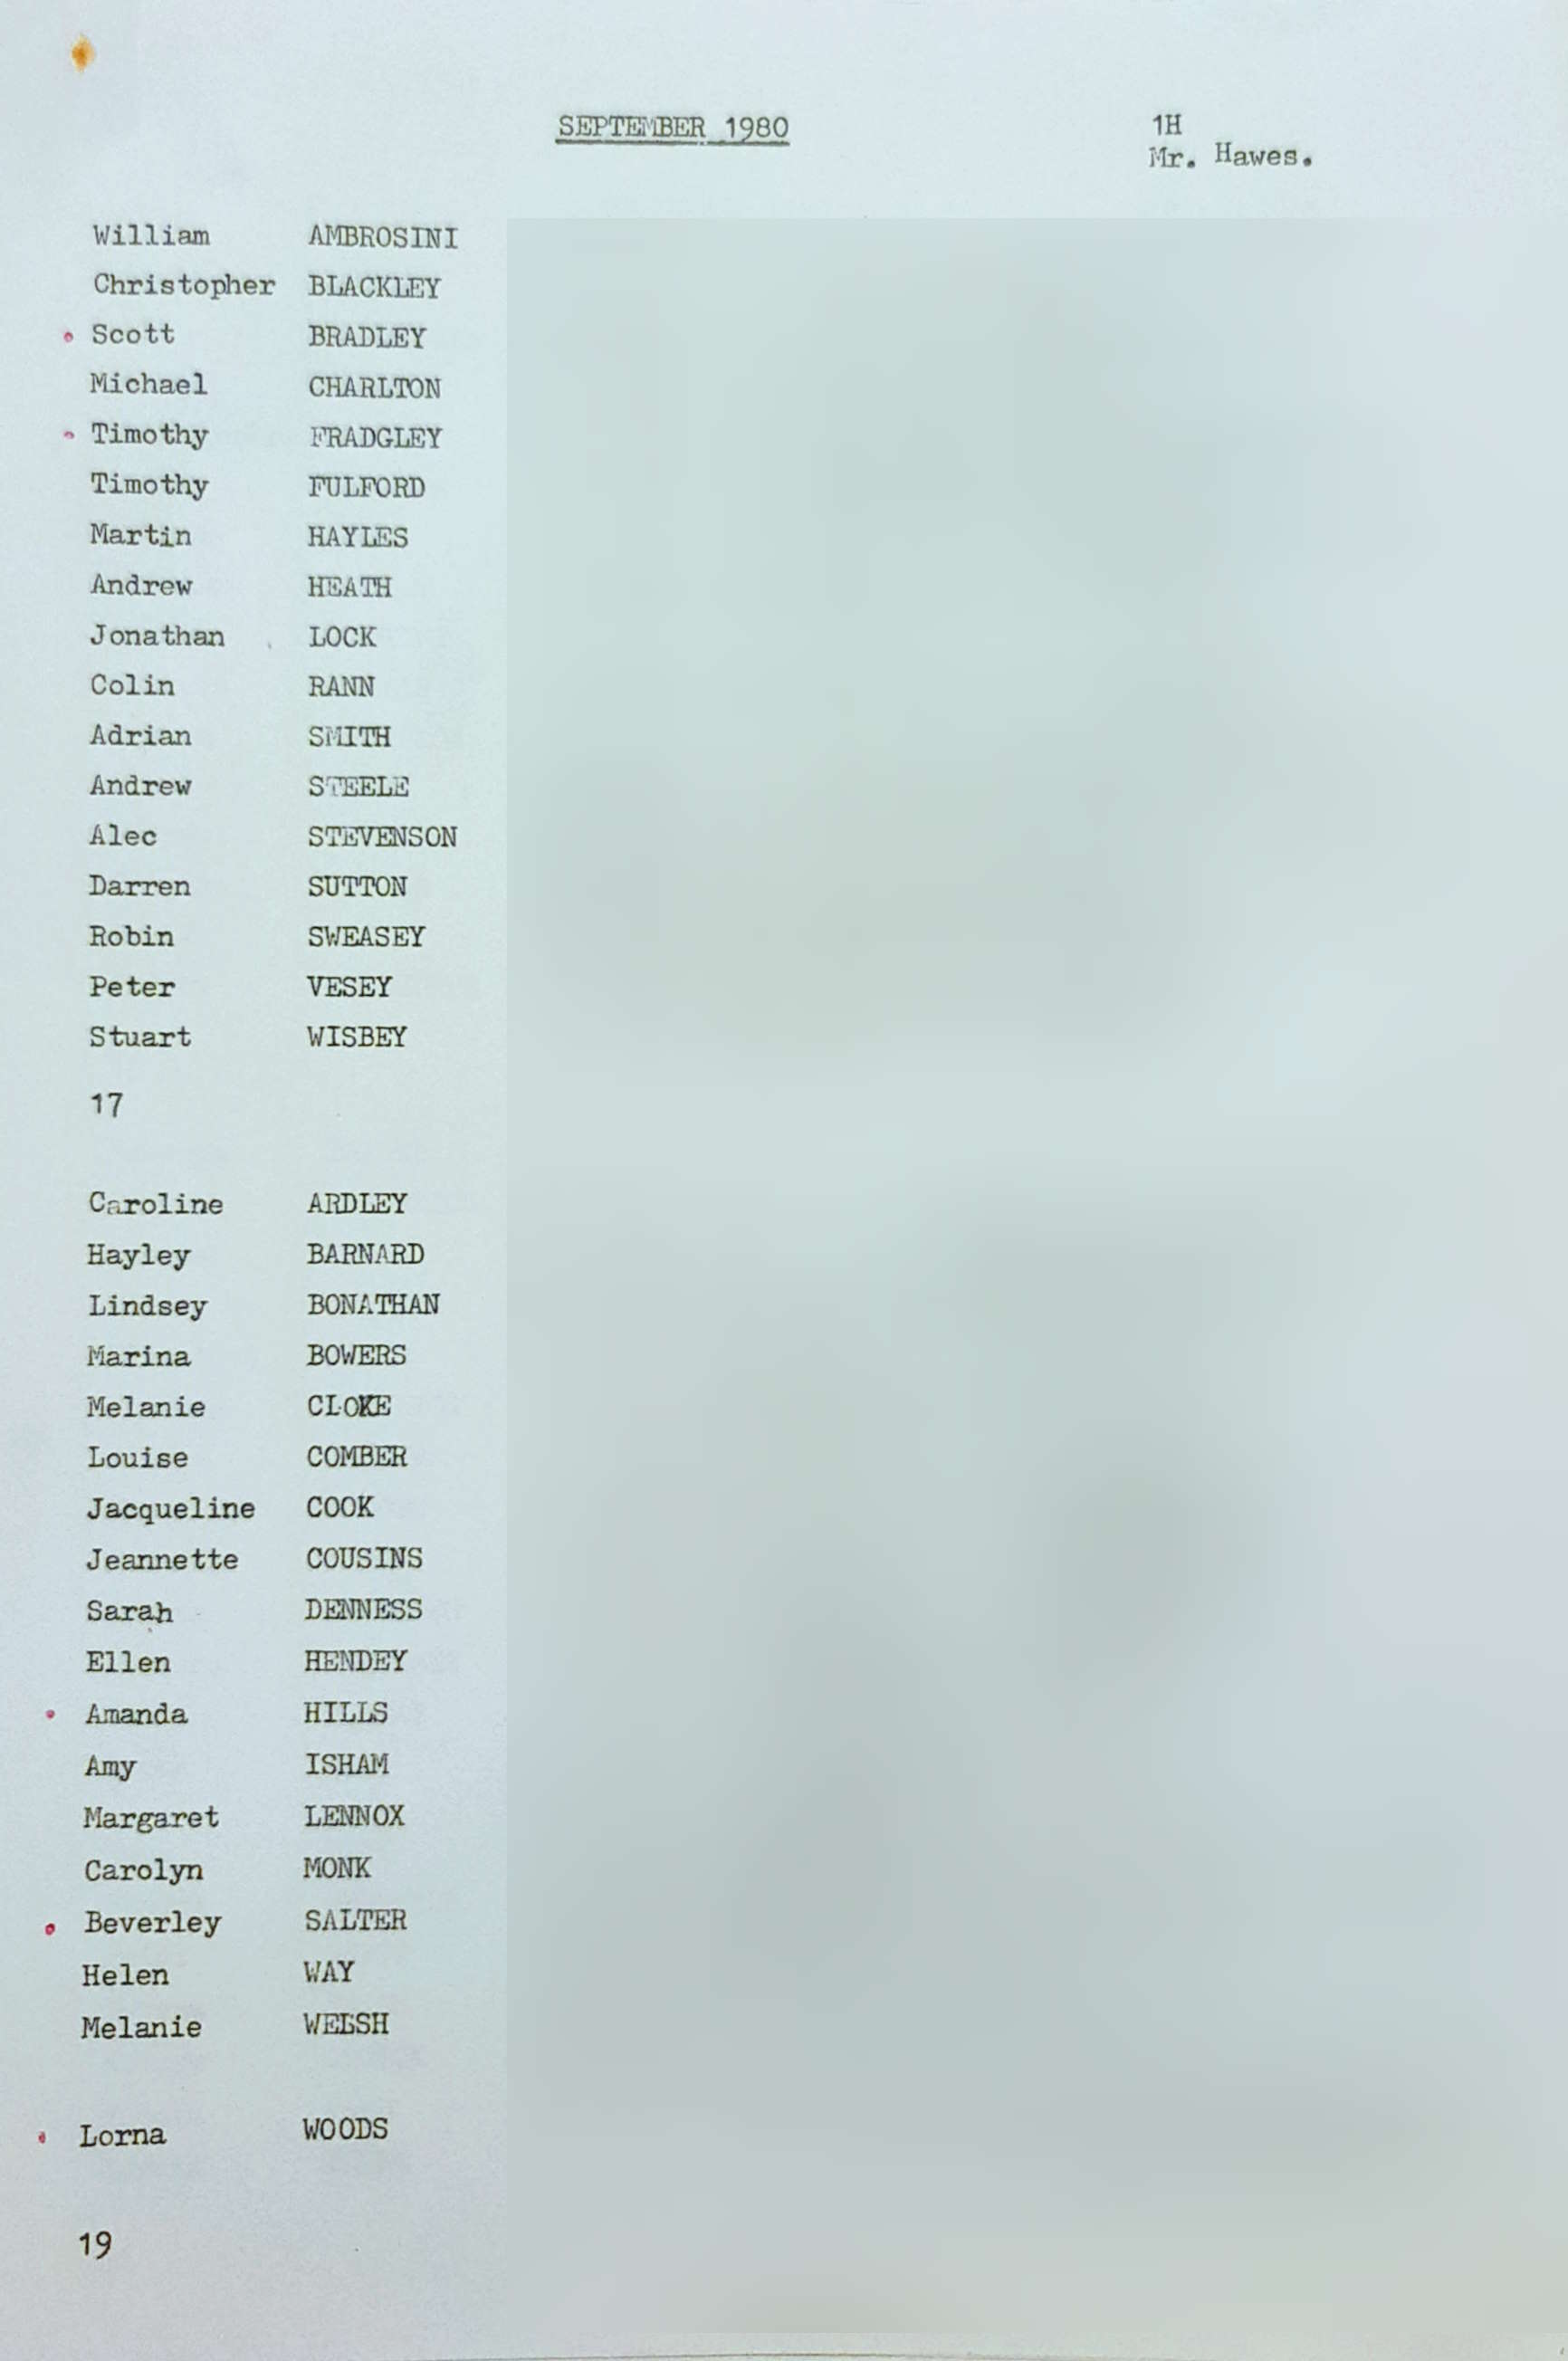 SEPTEMBER 1980
1H
Mr. Hawes.
William AMBROSINI
Christopher BLACKLEY
Scott BRADLEY
Michael CHARLTON
Timothy FRADGLEY
Timothy FULFORD
Martin HAYLES
Andrew HEATH
Jonathan LOCK
Colin RANN
Adrian SMITH
Andrew STEELE
Alec STEVENSON
Darren SUTTON
Robin SWEASEY
Peter VESEY
Stuart WISBEY
17
Caroline ARDLEY
Hayley BARNARD
Lindsey BONATHAN
Marina BOWERS
Melanie CLOKE
Louise COMBER
Jacqueline COOK
Jeannette COUSINS
Sarah DENNESS
Ellen HENDEY
Amanda HILLS
Amy ISHAM
Margaret LENNOX
Carolyn MONK
Beverley SALTER
Helen WAY
Melanie WELSH
Lorna WOODS
19